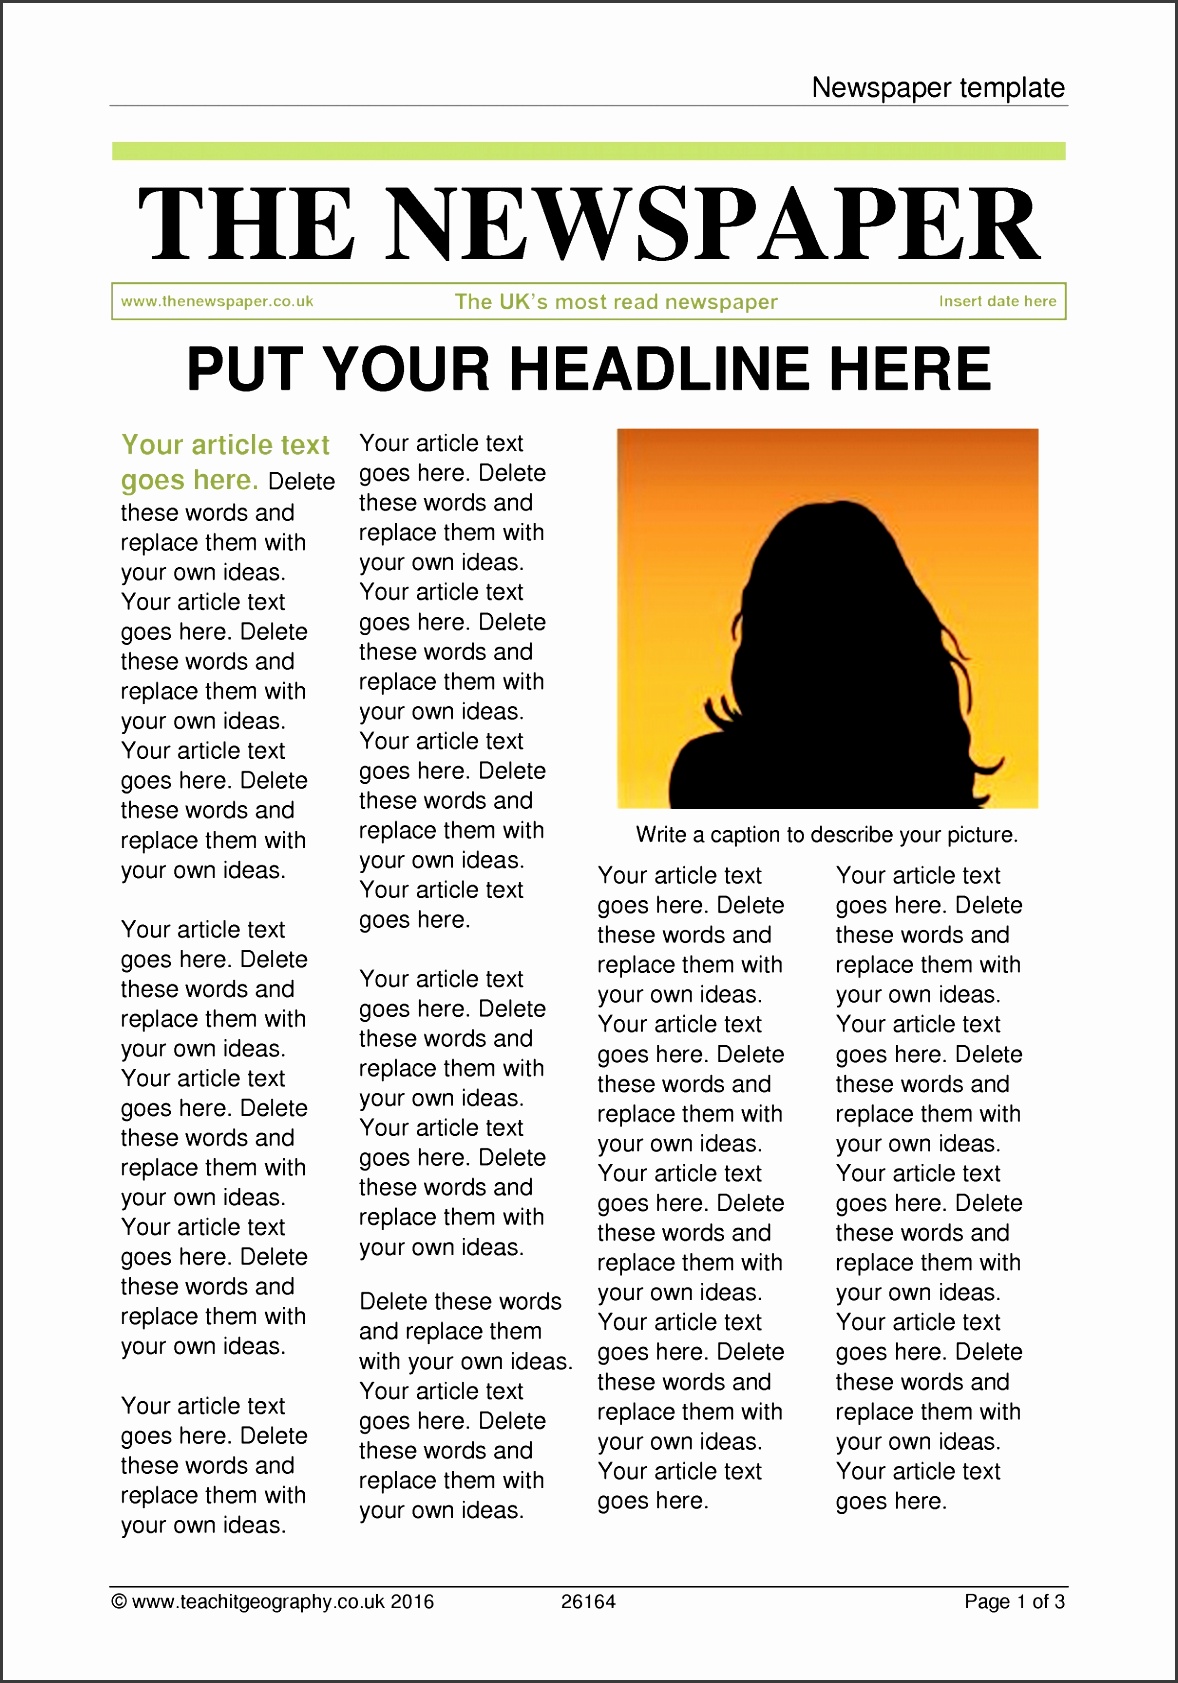 Newspaper template
THE NEWSPAPER
www.thenewspaper.co.uk The UK's most read newspaper Insert date here
PUT YOUR HEADLINE HERE
Your article text
goes here. Delete
these words and
replace them with
your own ideas.
Your article text
goes here. Delete
these words and
replace them with
your own ideas.
Your article text
goes here. Delete
these words and
replace them with
your own ideas.
Your article text
goes here. Delete
these words and
replace them with
your own ideas.
Your article text
goes here. Delete
these words and
replace them with
your own ideas.
Your article text
goes here. Delete
these words and
replace them with
your own ideas.
Your article text
goes here. Delete
these words and
replace them with
your own ideas.
Your article text
goes here. Delete
these words and
replace them with
your own ideas.
Your article text
goes here. Delete
these words and
replace them with
your own ideas.
Your article text
goes here. Delete
these words and
replace them with
your own ideas.
Your article text
goes here.
Your article text
goes here. Delete
these words and
replace them with
your own ideas.
Your article text
goes here. Delete
these words and
replace them with
your own ideas.
Delete these words
and replace them
with your own ideas.
Your article text
goes here. Delete
these words and
replace them with
your own ideas.
Write a caption to describe your picture.
Your article text
goes here. Delete
these words and
replace them with
your own ideas.
Your article text
goes here. Delete
these words and
replace them with
your own ideas.
Your article text
goes here. Delete
these words and
replace them with
your own ideas.
Your article text
goes here. Delete
these words and
replace them with
your own ideas.
Your article text
goes here.
Your article text
goes here. Delete
these words and
replace them with
your own ideas.
Your article text
goes here. Delete
these words and
replace them with
your own ideas.
Your article text
goes here. Delete
these words and
replace them with
your own ideas.
Your article text
goes here. Delete
these words and
replace them with
your own ideas.
Your article text
goes here.
© www.teachitgeography.co.uk 2016 26164 Page 1 of 3